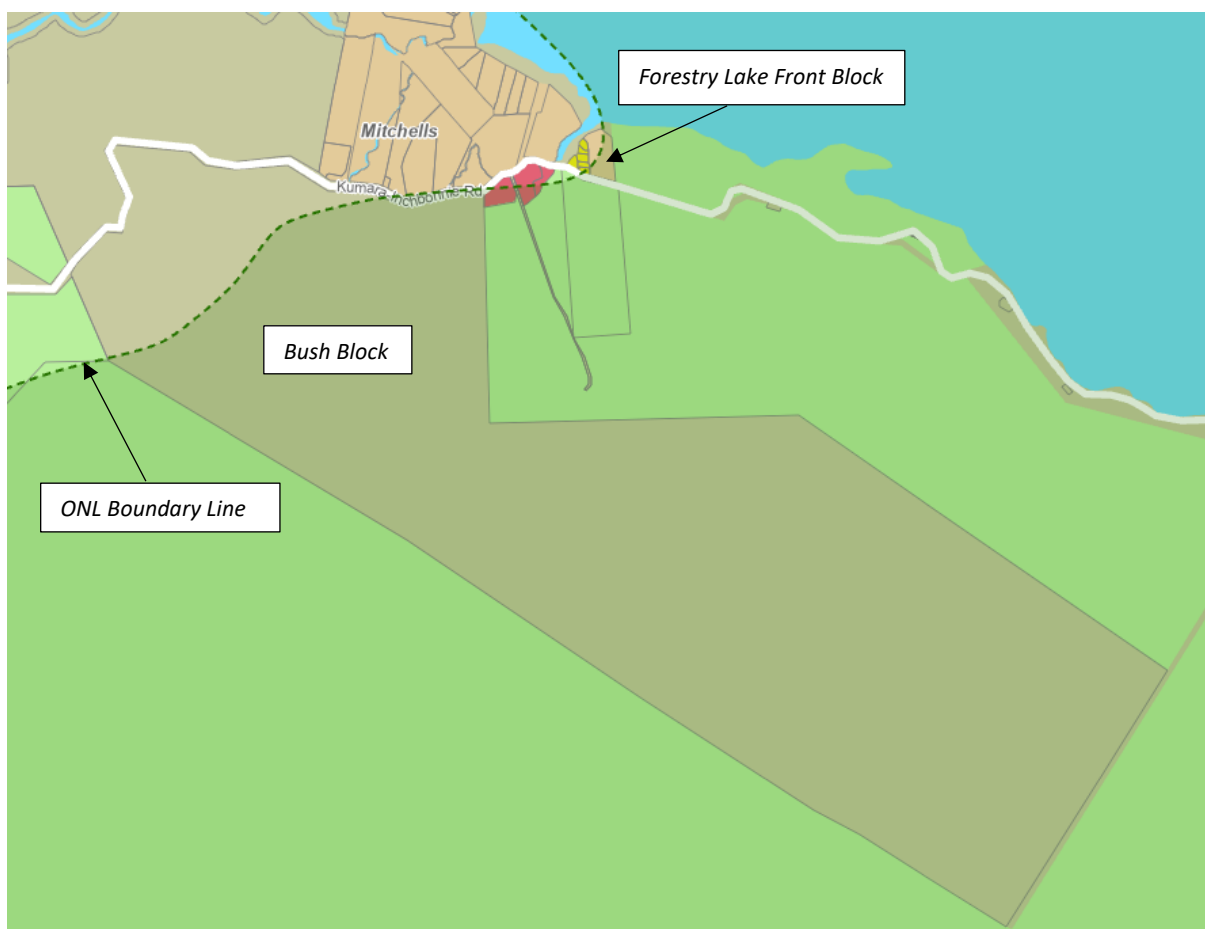 Forestry Lake Front Block
Mitchells
Kumara-Inchbonnie Rd
Bush Block
ONL Boundary Line